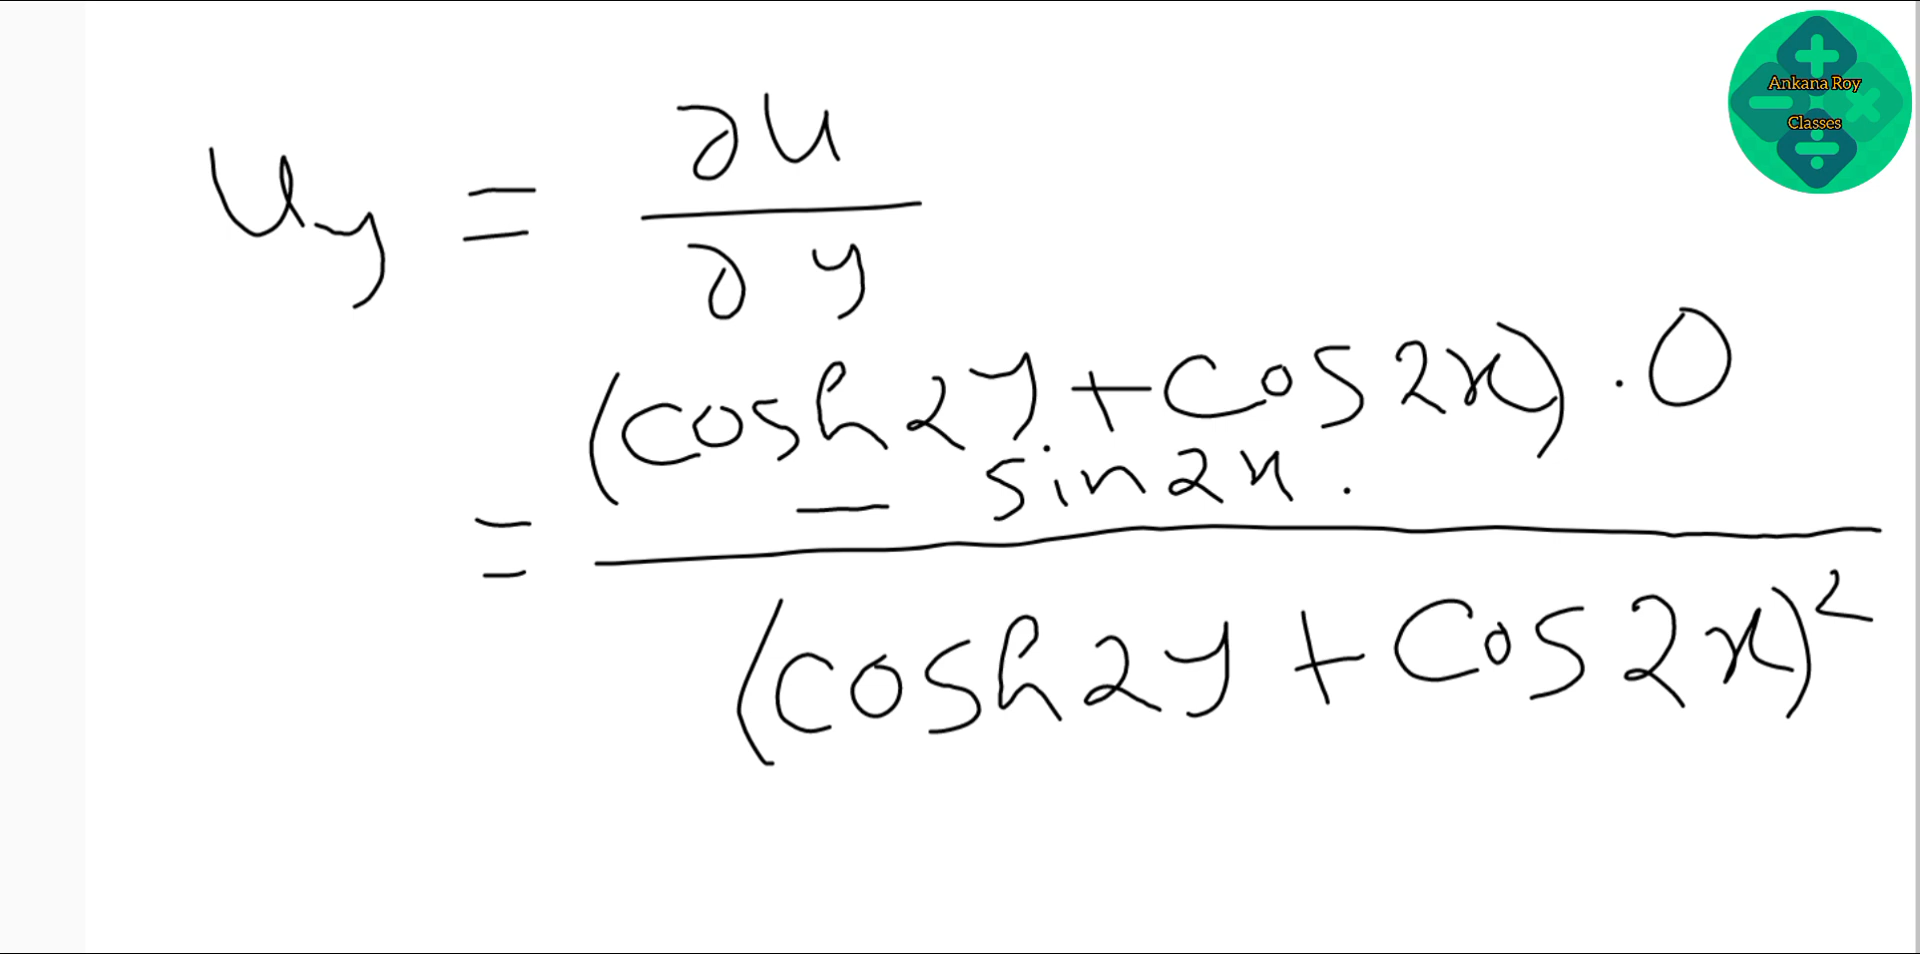 Ankana Roy
Classes
u_y = ∂u/∂y
= (cosh2y + cos2x) . 0
— sin2x .
(cosh2y + cos2x)²